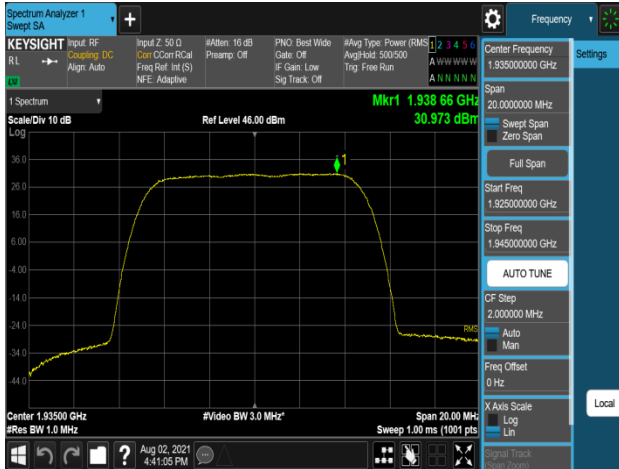 Spectrum Analyzer 1
Swept SA
Frequency
KEYSIGHT
RL
LV
Input: RF
Coupling: DC
Align: Auto
Input Z: 50 Ω
Corr CCorr RCal
Freq Ref: Int (S)
NFE: Adaptive
#Atten: 16 dB
Preamp: Off
PNO: Best Wide
Gate: Off
IF Gain: Low
Sig Track: Off
#Avg Type: Power (RMS
Avg|Hold: 500/500
Trig: Free Run
1 2 3 4 5 6
A W W W W W
A N N N N N
1 Spectrum
Scale/Div 10 dB
Log
Ref Level 46.00 dBm
Mkr1 1.938 66 GHz
30.973 dBm
1
36.0
26.0
16.0
6.00
-4.00
-14.0
-24.0
-34.0
-44.0
RMS
Center 1.93500 GHz
#Res BW 1.0 MHz
#Video BW 3.0 MHz*
Span 20.00 MHz
Sweep 1.00 ms (1001 pts
?
Aug 02, 2021
4:41:05 PM
Center Frequency
1.935000000 GHz
Span
20.0000000 MHz
Swept Span
Zero Span
Full Span
Start Freq
1.925000000 GHz
Stop Freq
1.945000000 GHz
AUTO TUNE
CF Step
2.000000 MHz
Auto
Man
Freq Offset
0 Hz
X Axis Scale
Log
Lin
Signal Track
(Span Zoom)
Settings
Local